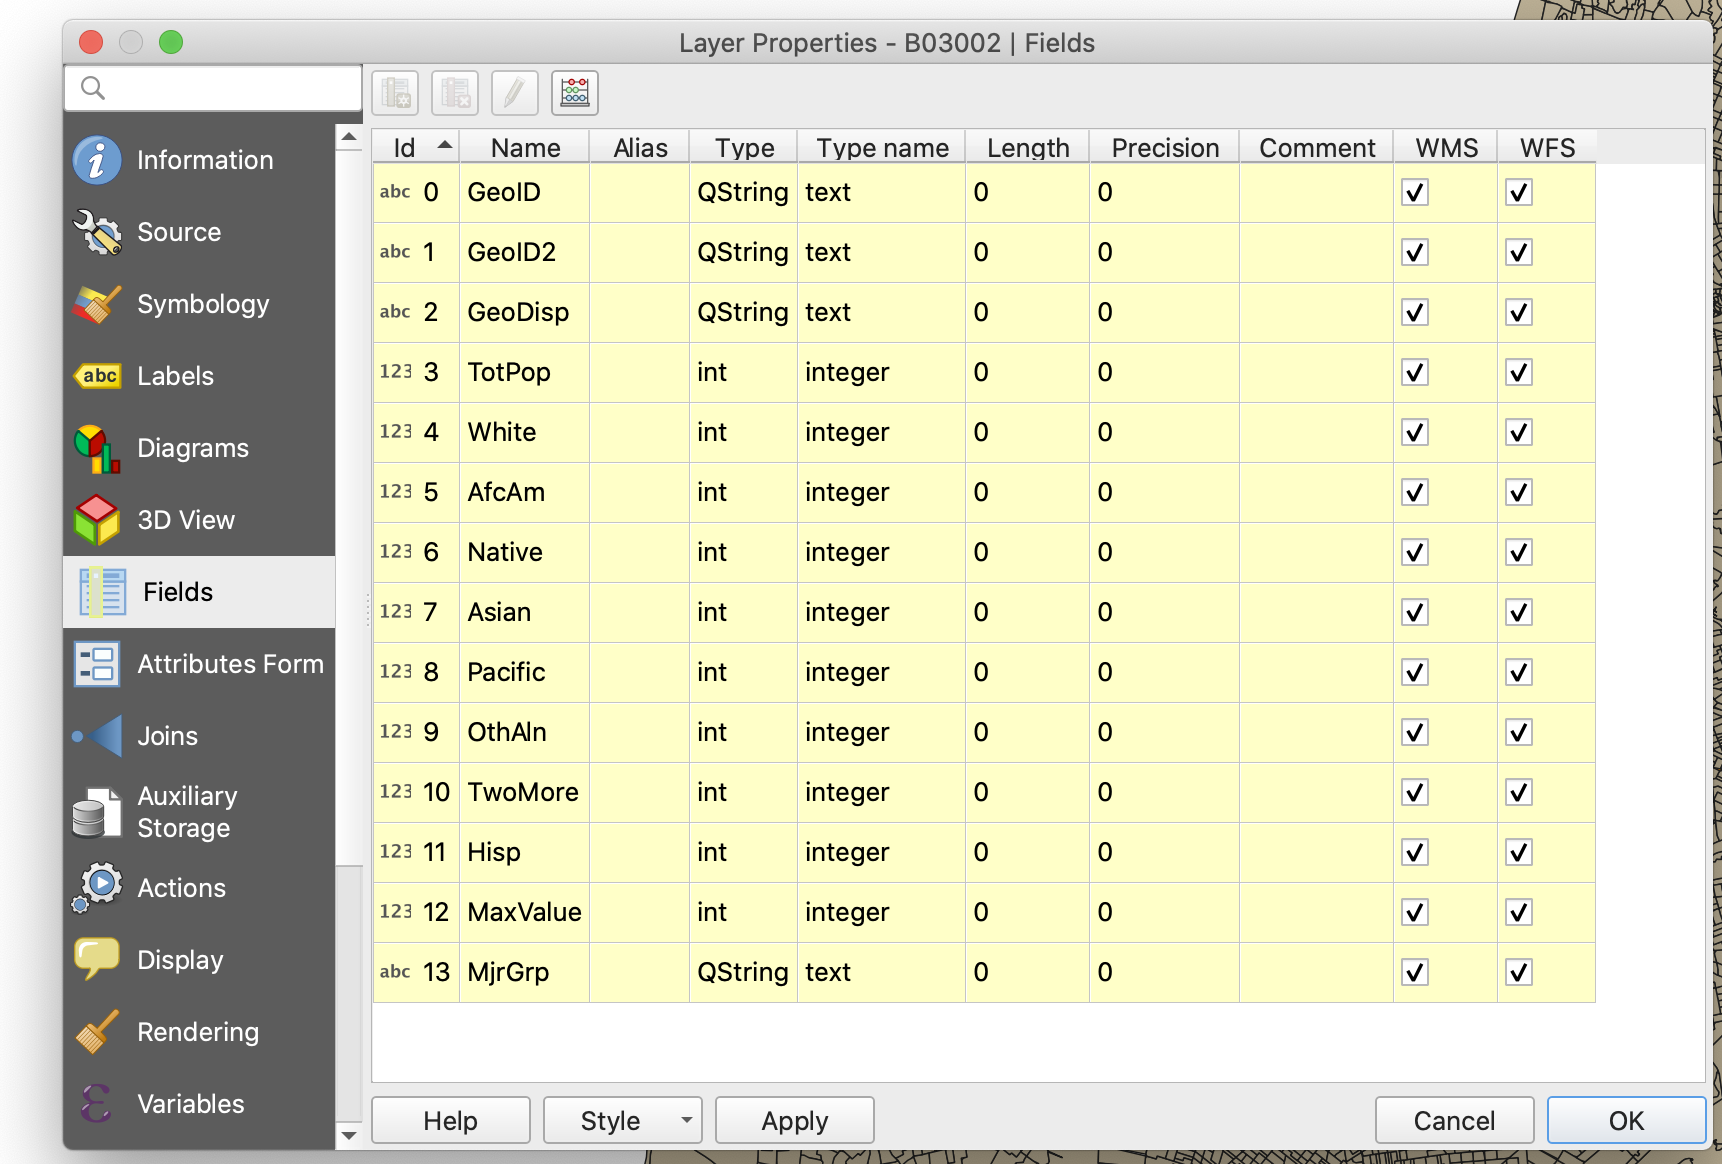 Layer Properties - B03002 | Fields
Information
Source
Symbology
abc Labels
Diagrams
3D View
Fields
Attributes Form
Joins
Auxiliary
Storage
Actions
Display
Rendering
Variables
Id Name Alias Type Type name Length Precision Comment WMS WFS
abc 0 GeoID QString text 0 0
abc 1 GeoID2 QString text 0 0
abc 2 GeoDisp QString text 0 0
123 3 TotPop int integer 0 0
123 4 White int integer 0 0
123 5 AfcAm int integer 0 0
123 6 Native int integer 0 0
123 7 Asian int integer 0 0
123 8 Pacific int integer 0 0
123 9 OthAln int integer 0 0
123 10 TwoMore int integer 0 0
123 11 Hisp int integer 0 0
123 12 MaxValue int integer 0 0
abc 13 MjrGrp QString text 0 0
Help Style Apply Cancel OK